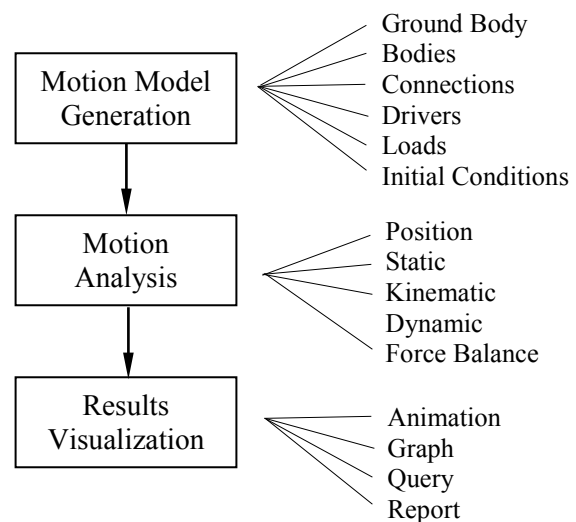 Motion Model
Generation
Ground Body
Bodies
Connections
Drivers
Loads
Initial Conditions
Motion
Analysis
Position
Static
Kinematic
Dynamic
Force Balance
Results
Visualization
Animation
Graph
Query
Report